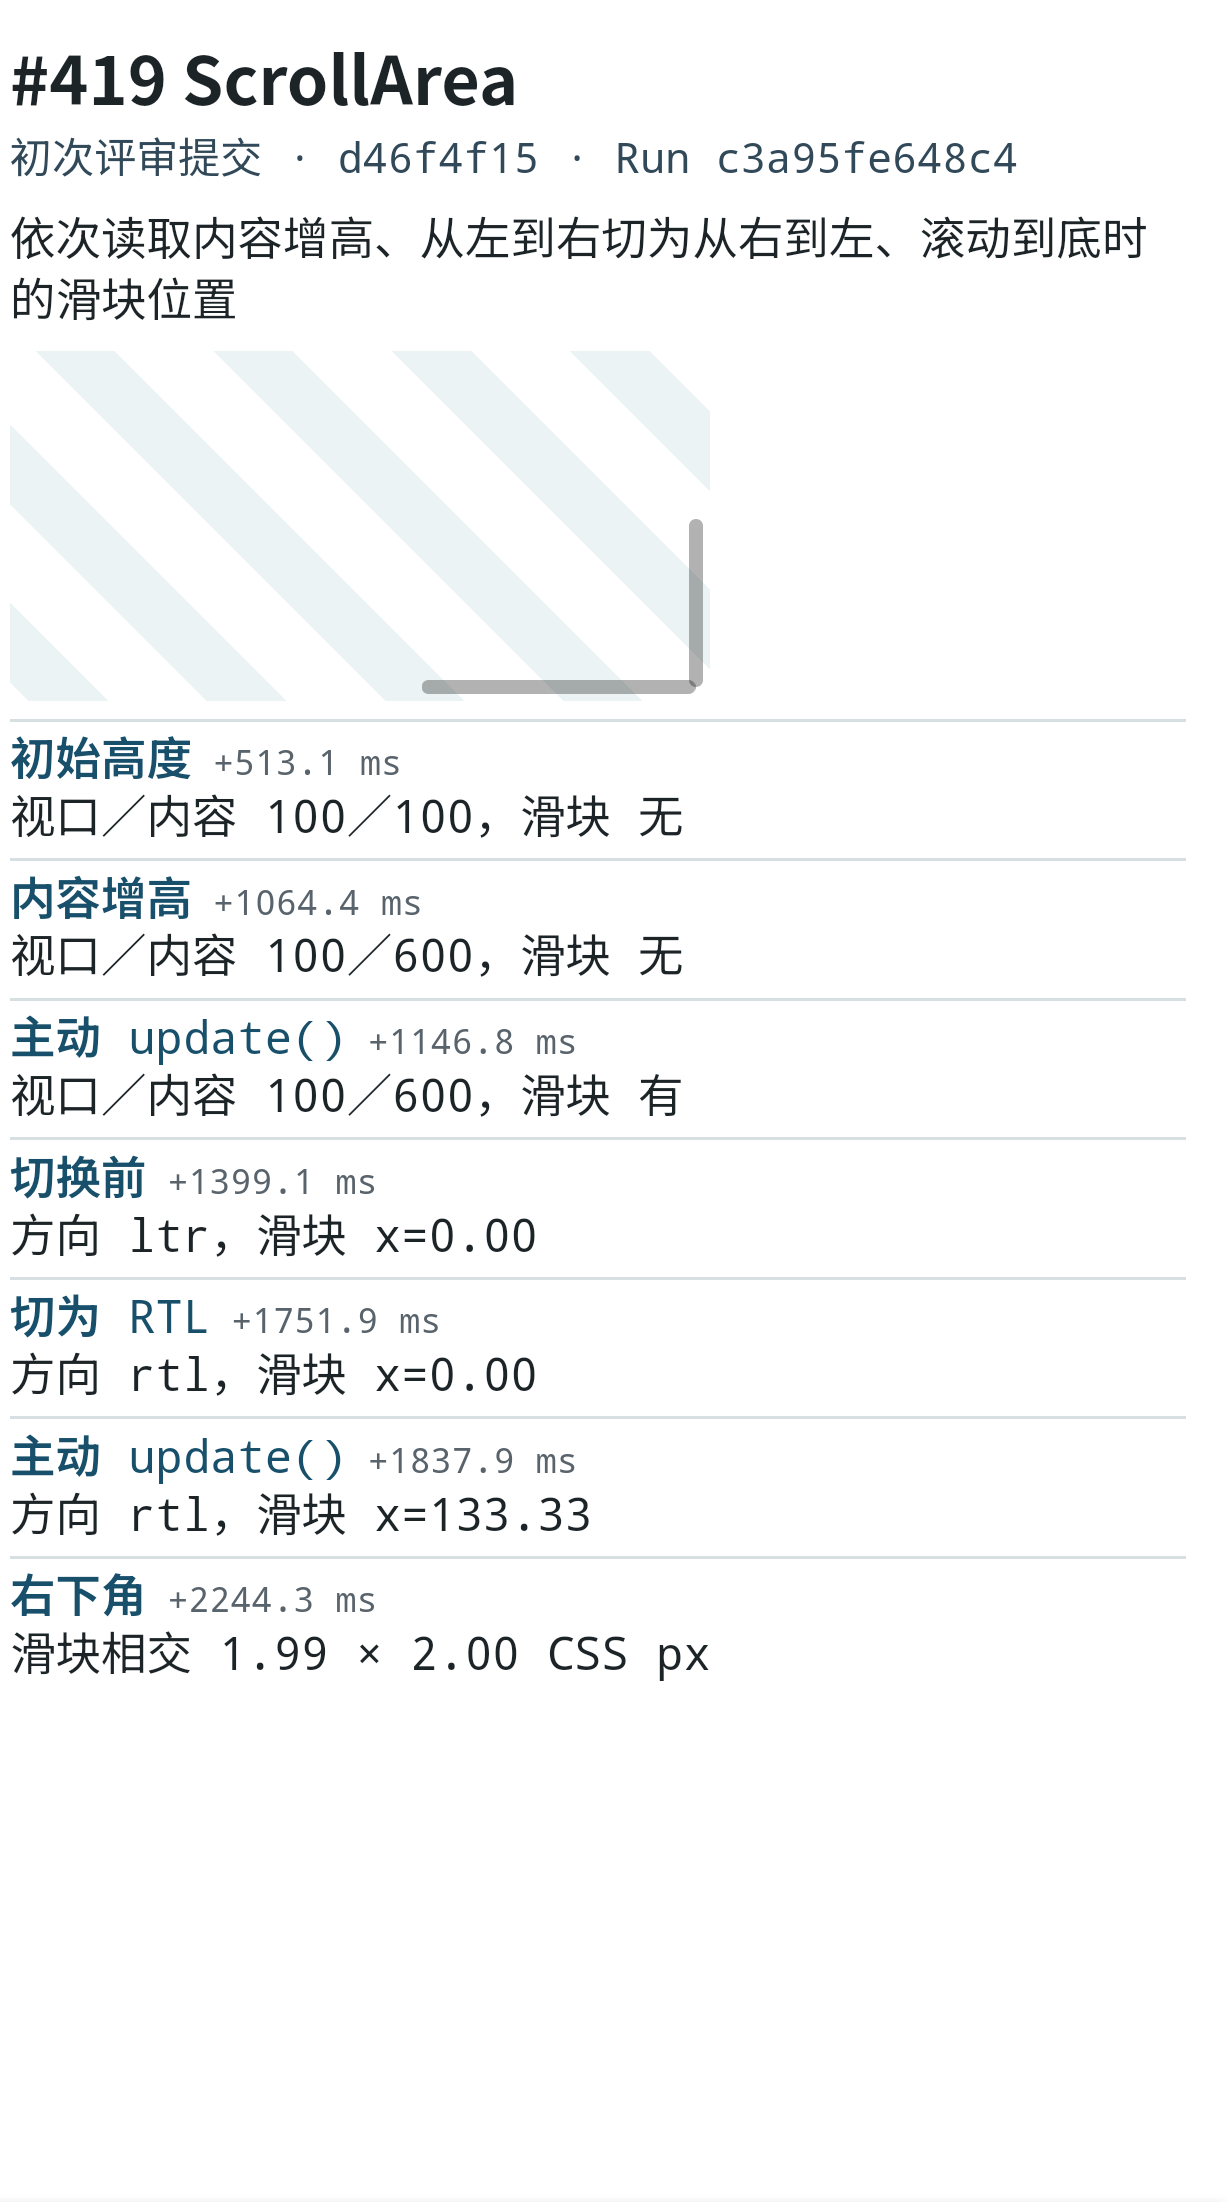 #419 ScrollArea
初次评审提交 · d46f4f15 · Run c3a95fe648c4
依次读取内容增高、从左到右切为从右到左、滚动到底时
的滑块位置
初始高度 +513.1 ms
视口／内容 100／100，滑块 无
内容增高 +1064.4 ms
视口／内容 100／600，滑块 无
主动 update() +1146.8 ms
视口／内容 100／600，滑块 有
切换前 +1399.1 ms
方向 ltr，滑块 x=0.00
切为 RTL +1751.9 ms
方向 rtl，滑块 x=0.00
主动 update() +1837.9 ms
方向 rtl，滑块 x=133.33
右下角 +2244.3 ms
滑块相交 1.99 × 2.00 CSS px